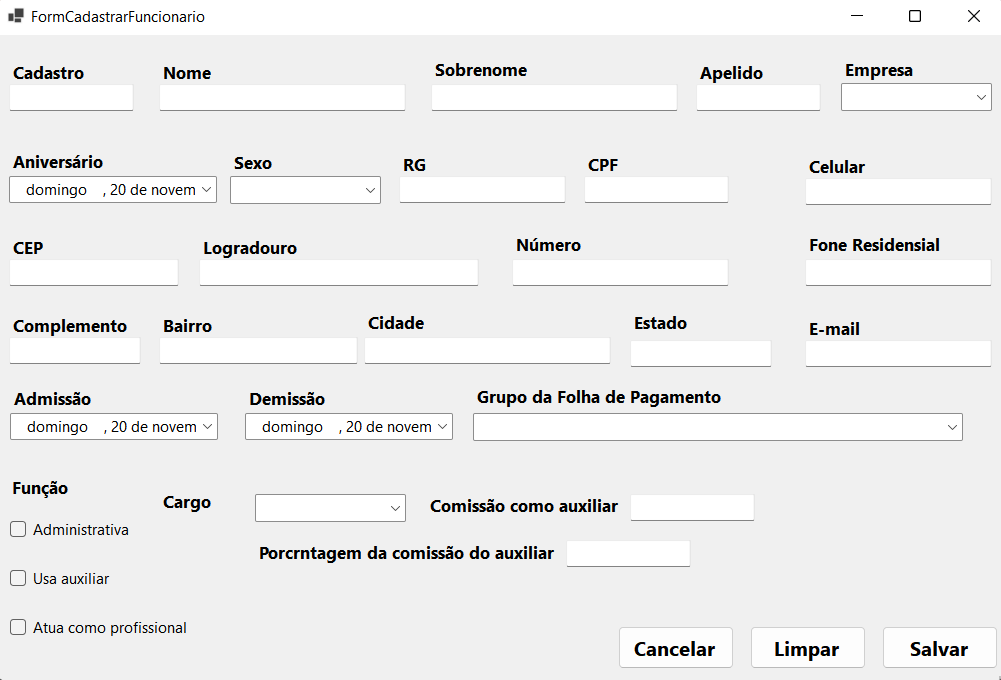 FormCadastrarFuncionario
Cadastro Nome Sobrenome Apelido Empresa
Aniversário Sexo RG CPF Celular
domingo , 20 de novem
CEP Logradouro Número Fone Residensial
Complemento Bairro Cidade Estado E-mail
Admissão Demissão Grupo da Folha de Pagamento
domingo , 20 de novem domingo , 20 de novem
Função
Cargo Comissão como auxiliar
Administrativa
Porcrntagem da comissão do auxiliar
Usa auxiliar
Atua como profissional
Cancelar Limpar Salvar